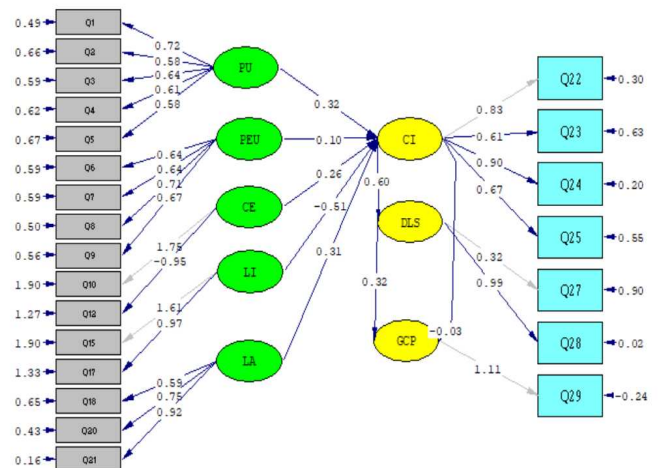 0.49 Q1
0.66 Q2
0.59 Q3
0.62 Q4
0.67 Q5
0.59 Q6
0.59 Q7
0.50 Q8
0.56 Q9
1.90 Q10
1.27 Q12
1.90 Q15
1.33 Q17
0.65 Q18
0.43 Q20
0.16 Q21
0.72
0.58
0.64
0.61
0.58
0.64
0.64
0.71
0.67
1.75
-0.95
1.61
0.97
0.59
0.75
0.92
PU
PEU
CE
LI
LA
0.32
0.10
0.26
-0.51
0.31
CI
DLS
GCP
0.60
0.32
-0.03
0.83
0.61
0.90
0.67
0.32
0.99
1.11
Q22 0.30
Q23 0.63
Q24 0.20
Q25 0.55
Q27 0.90
Q28 0.02
Q29 -0.24